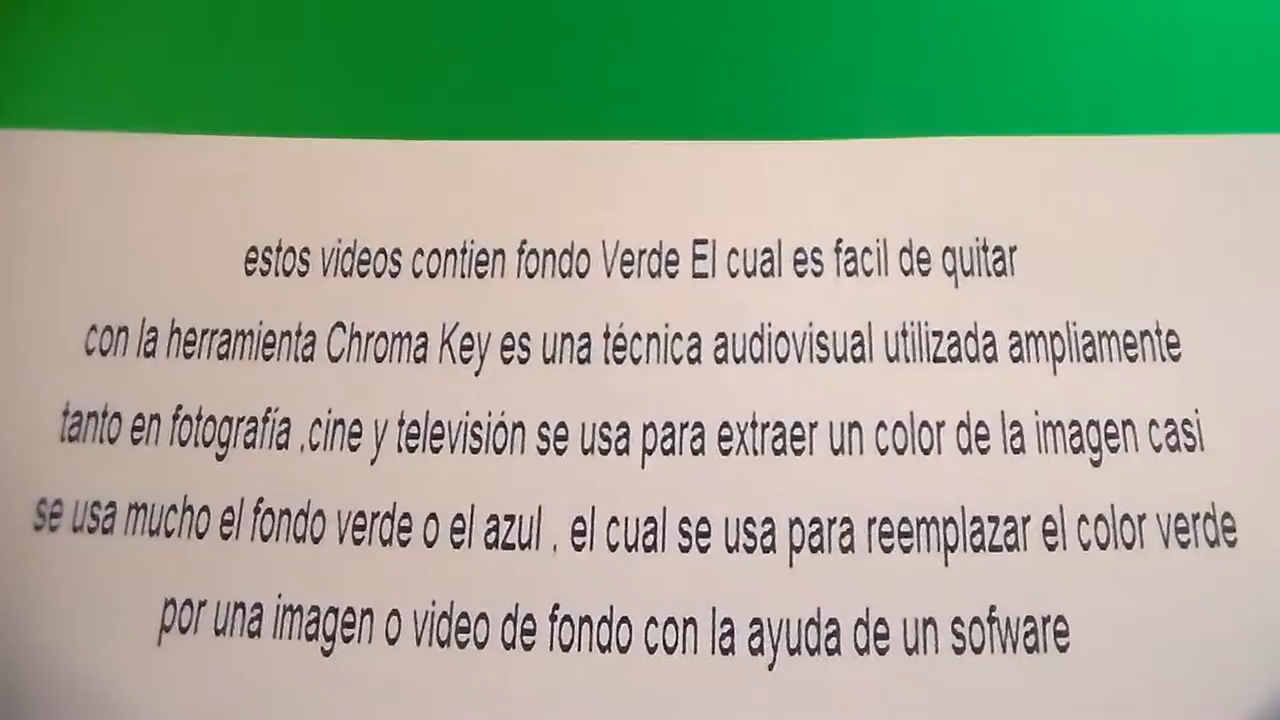 estos videos contien fondo Verde El cual es facil de quitar
con la herramienta Chroma Key es una técnica audiovisual utilizada ampliamente
tanto en fotografía .cine y televisión se usa para extraer un color de la imagen casi
se usa mucho el fondo verde o el azul . el cual se usa para reemplazar el color verde
por una imagen o video de fondo con la ayuda de un sofware